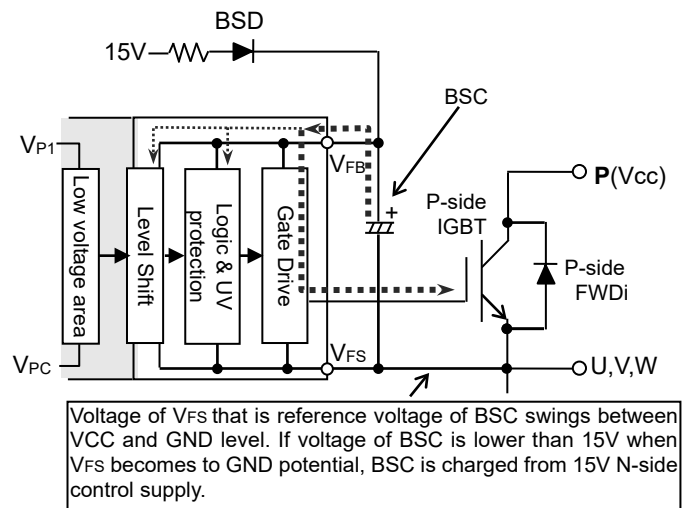 BSD
15V
BSC
VP1
VFB
P(Vcc)
Low voltage area
Level Shift
Logic & UV protection
Gate Drive
+
P-side
IGBT
P-side
FWDi
VPC
VFS
U,V,W
Voltage of VFS that is reference voltage of BSC swings between
VCC and GND level. If voltage of BSC is lower than 15V when
VFS becomes to GND potential, BSC is charged from 15V N-side
control supply.